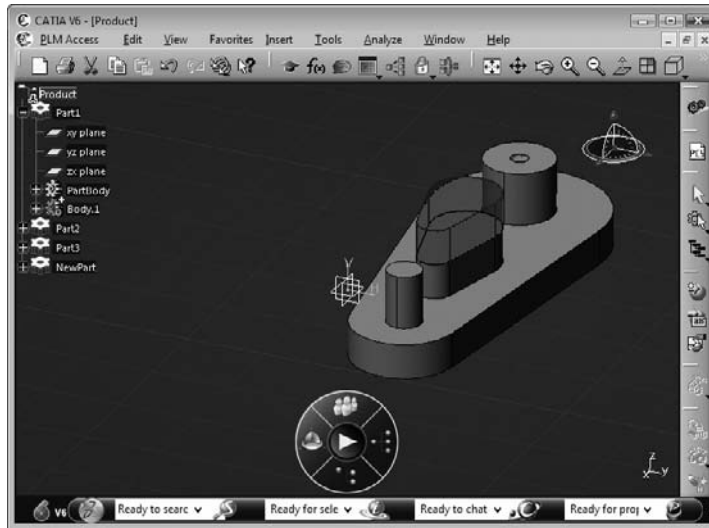 CATIA V6 - [Product]
PLM Access Edit View Favorites Insert Tools Analyze Window Help
f(x)
Product
Part1
xy plane
yz plane
zx plane
PartBody
Body.1
Part2
Part3
NewPart
Y
z
x y
V6 Ready to searc Ready for sele Ready to chat Ready for proj